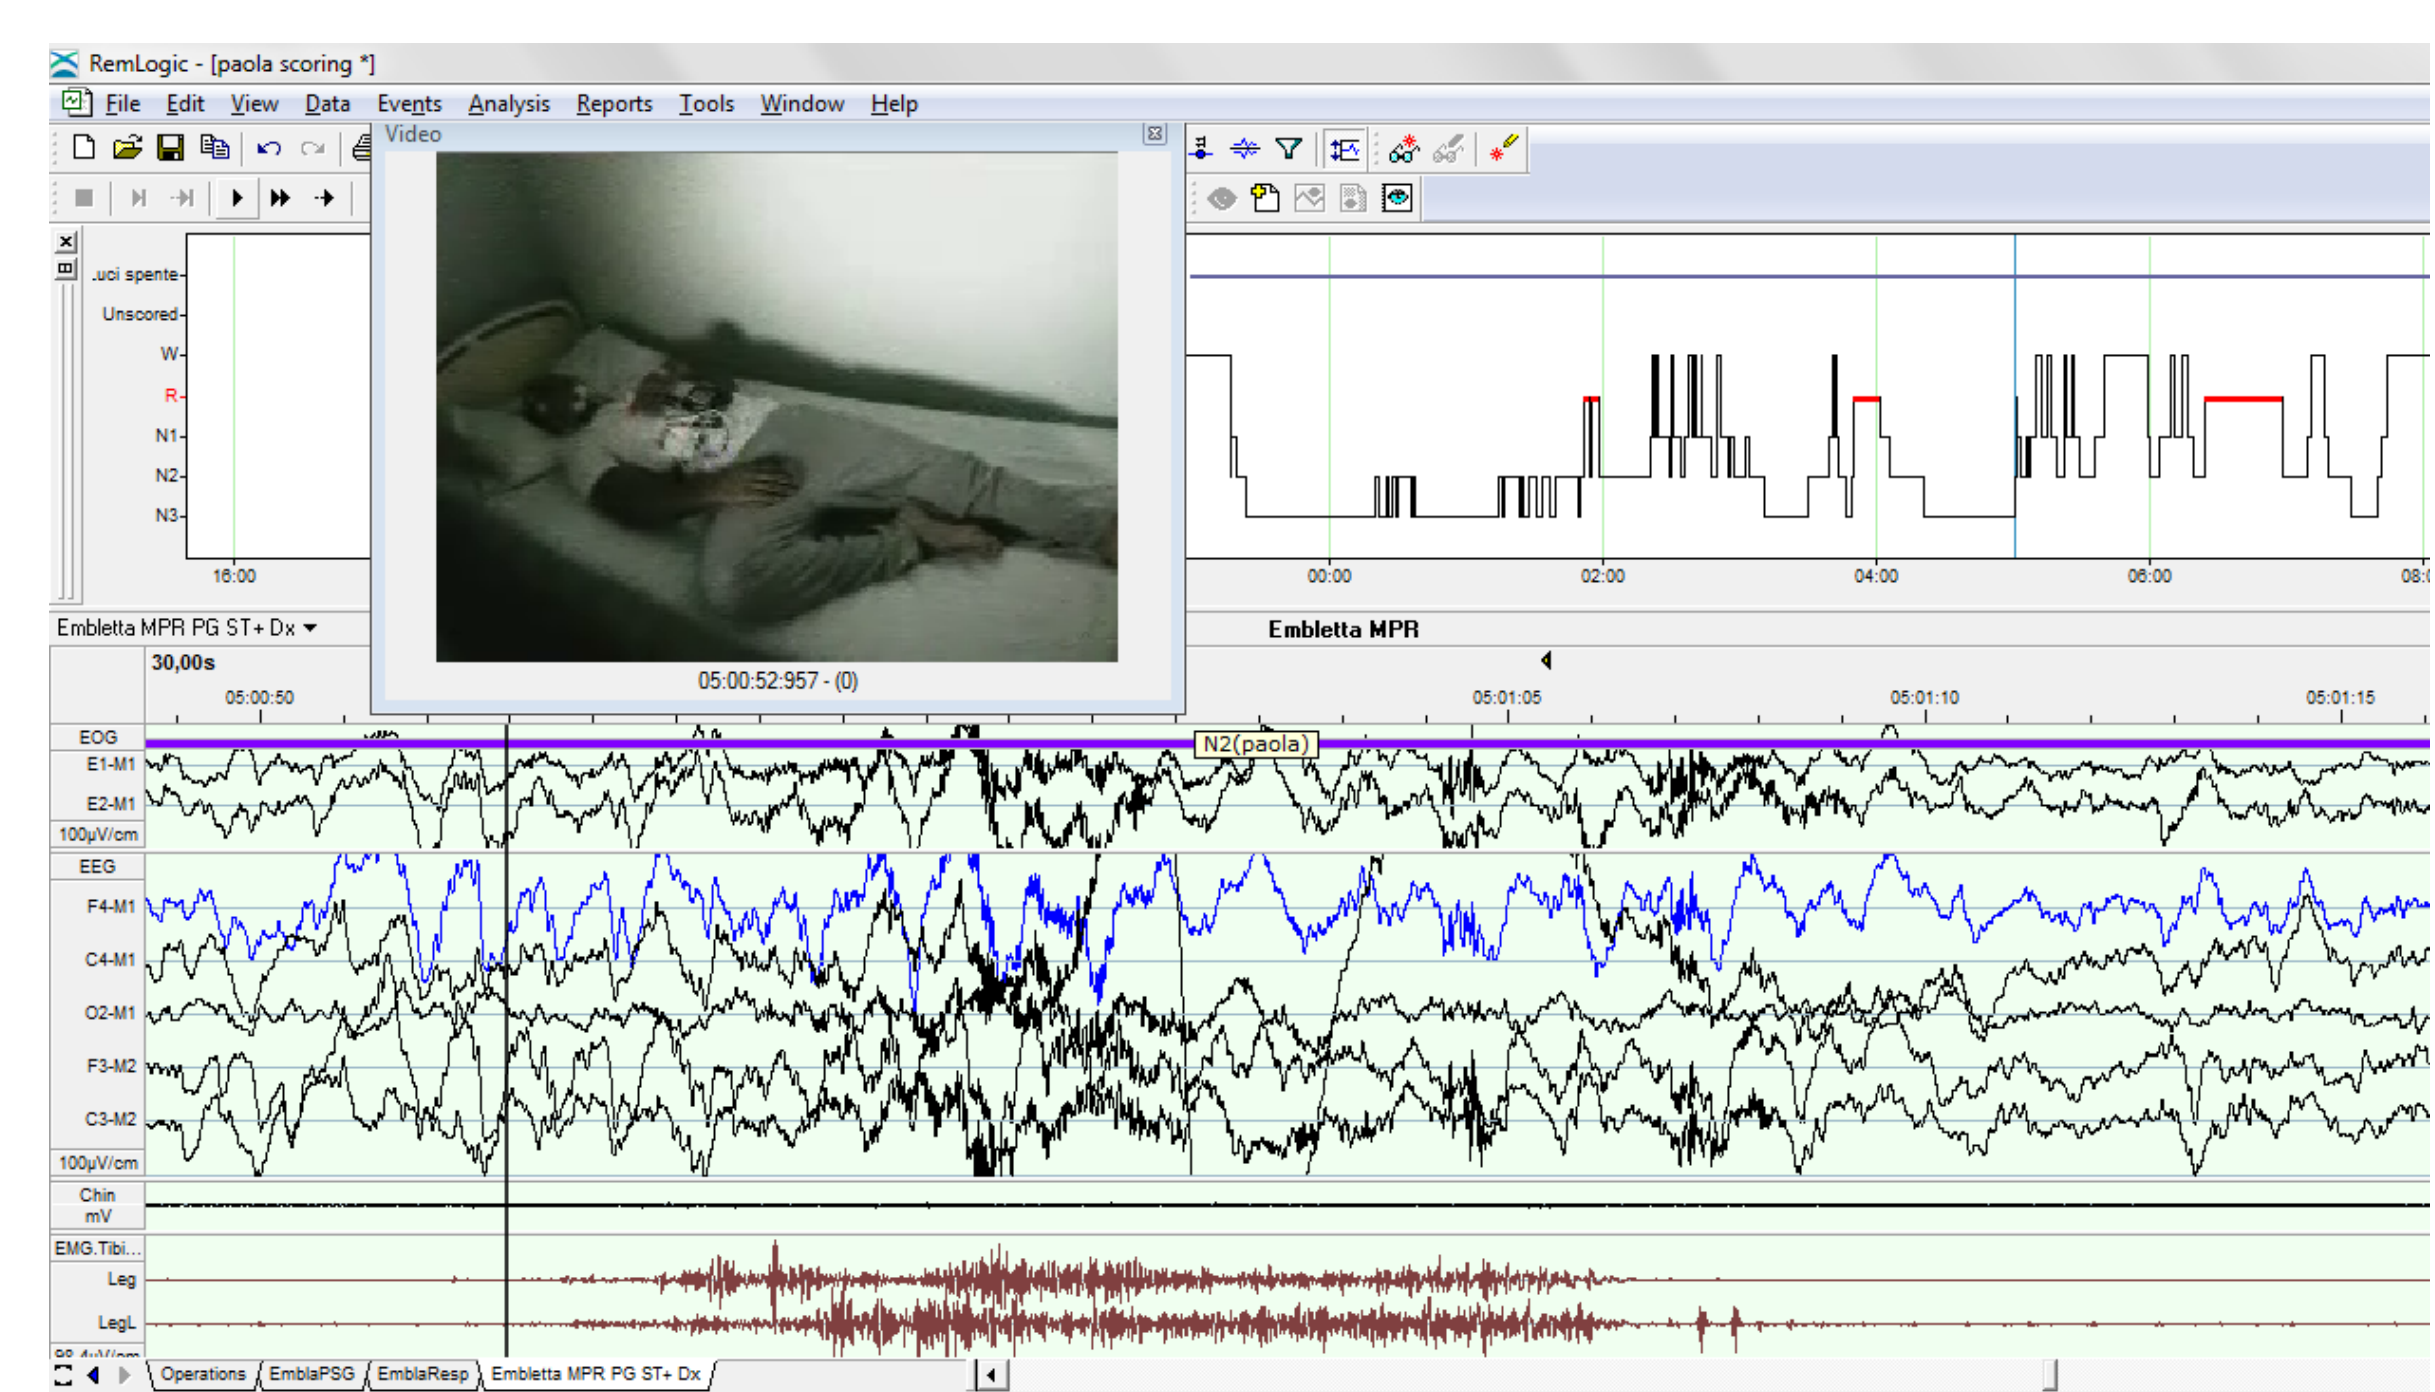 RemLogic - [paola scoring *]
File Edit View Data Events Analysis Reports Tools Window Help
Video
.uci spente
Unscored
W
R
N1
N2
N3
16:00 00:00 02:00 04:00 06:00 08:0
05:00:52:957 - (0)
Embletta MPR PG ST+ Dx
Embletta MPR
30,00s
05:00:50 05:01:05 05:01:10 05:01:15
EOG
N2(paola)
E1-M1
E2-M1
100µV/cm
EEG
F4-M1
C4-M1
O2-M1
F3-M2
C3-M2
100µV/cm
Chin
mV
EMG.Tibi...
Leg
LegL
Operations EmblaPSG EmblaResp Embletta MPR PG ST+ Dx